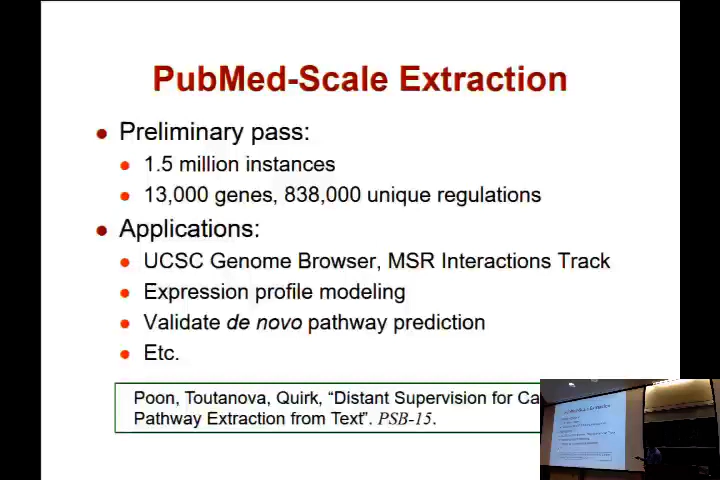 PubMed-Scale Extraction
Preliminary pass:
1.5 million instances
13,000 genes, 838,000 unique regulations
Applications:
UCSC Genome Browser, MSR Interactions Track
Expression profile modeling
Validate de novo pathway prediction
Etc.
Poon, Toutanova, Quirk, “Distant Supervision for
Pathway Extraction from Text”. PSB-15.